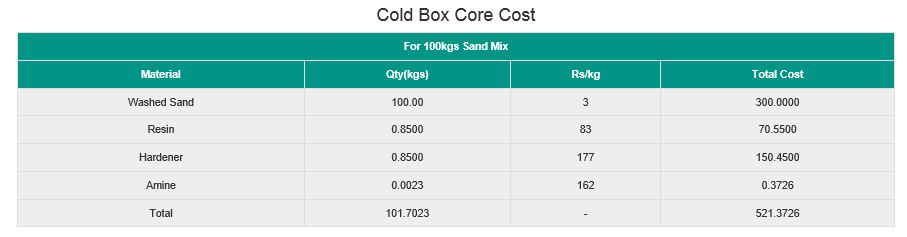 Cold Box Core Cost
For 100kgs Sand Mix
Material Qty(kgs) Rs/kg Total Cost
Washed Sand 100.00 3 300.0000
Resin 0.8500 83 70.5500
Hardener 0.8500 177 150.4500
Amine 0.0023 162 0.3726
Total 101.7023 - 521.3726